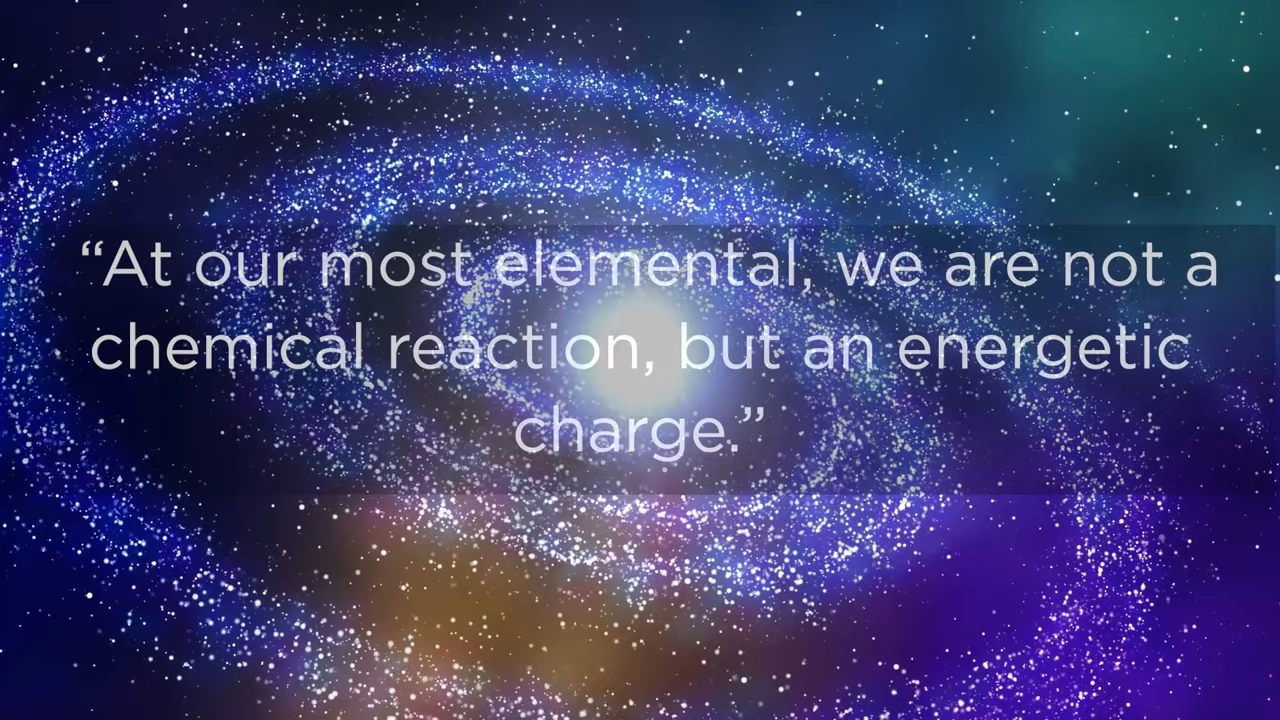 “At our most elemental, we are not a
chemical reaction, but an energetic
charge.”